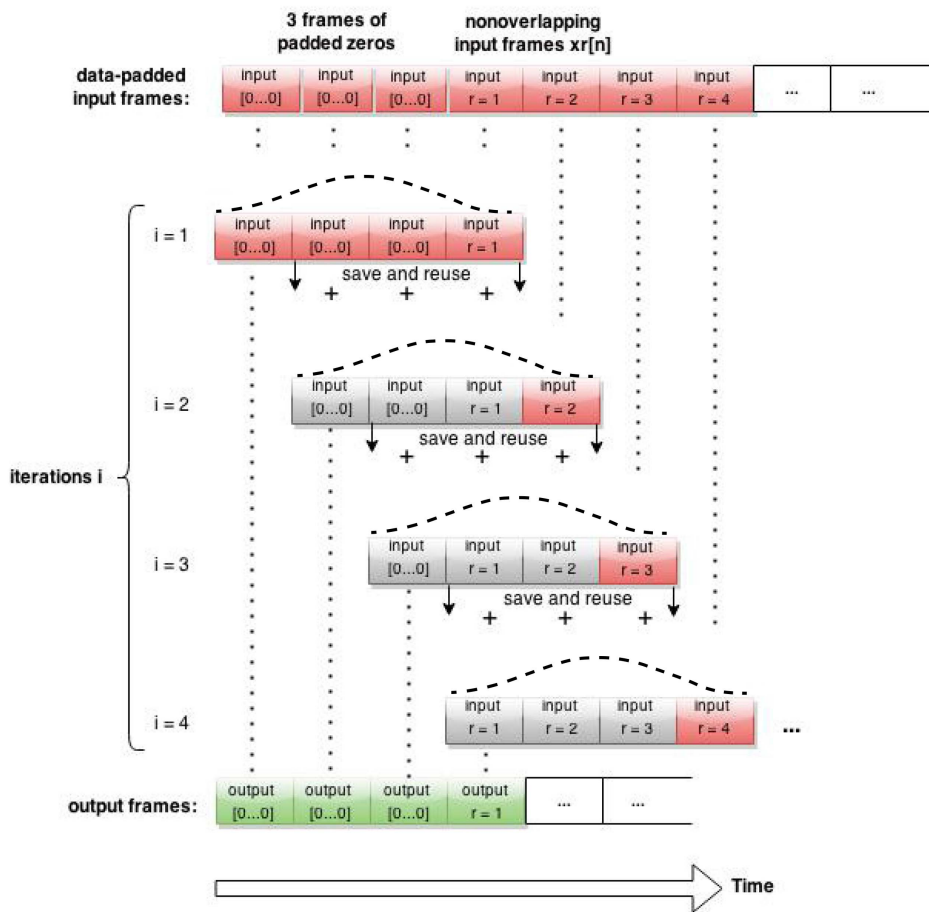 3 frames of
padded zeros
nonoverlapping
input frames xr[n]
data-padded
input frames:
input input input input input input input
[0...0] [0...0] [0...0] r = 1 r = 2 r = 3 r = 4 ... ...
i = 1
input input input input
[0...0] [0...0] [0...0] r = 1
save and reuse
+ + +
i = 2
input input input input
[0...0] [0...0] r = 1 r = 2
save and reuse
+ + +
iterations i
i = 3
input input input input
[0...0] r = 1 r = 2 r = 3
save and reuse
+ + +
i = 4
input input input input
r = 1 r = 2 r = 3 r = 4 ...
output frames:
output output output output
[0...0] [0...0] [0...0] r = 1 ... ...
Time